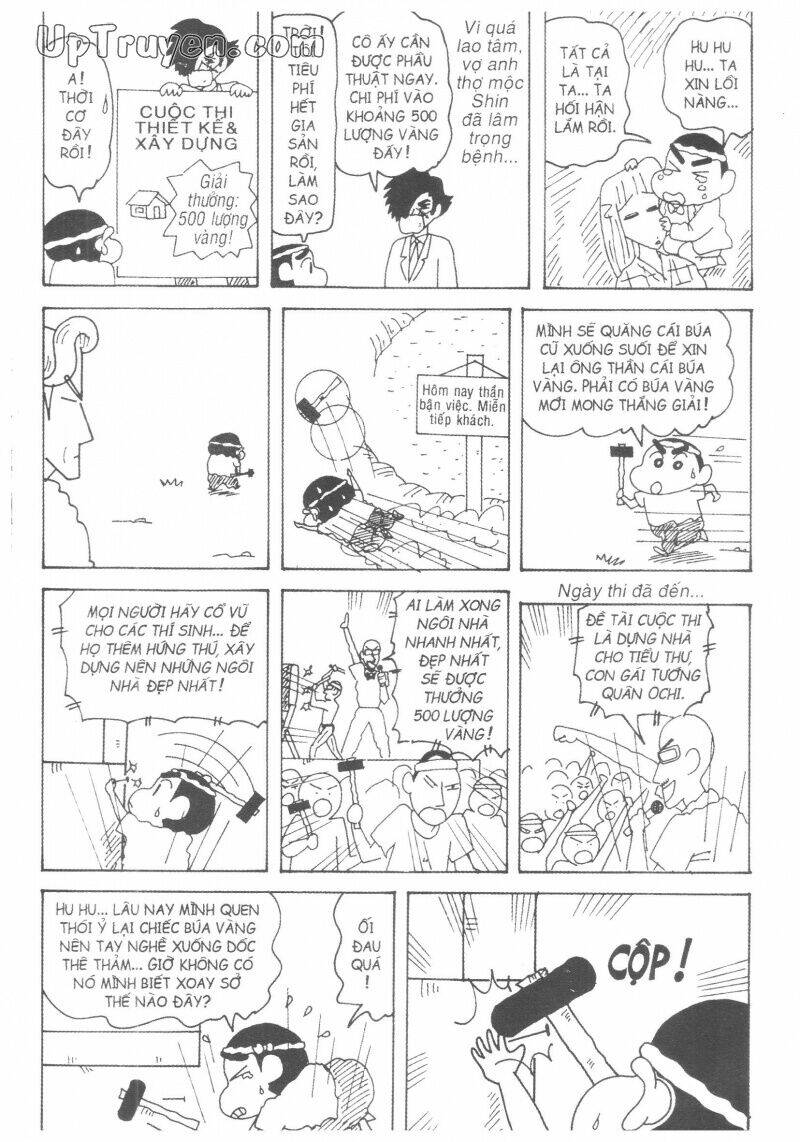 UpTruyen.com
HU HU
HU... TA
XIN LỖI
NÀNG...
TẤT CẢ
LÀ TẠI
TA... TA
HỐI HẬN
LẮM RỒI.
Vì quá
lao tâm,
vợ anh
thợ mộc
Shin
đã lâm
trọng
bệnh...
CÔ ẤY CẦN
ĐƯỢC PHẪU
THUẬT NGAY.
CHI PHÍ VÀO
KHOẢNG 500
LƯỢNG VÀNG
ĐẤY!
TRỜI!
TÔI
TIÊU
PHÍ
HẾT
GIA
SẢN
RỒI,
LÀM
SAO
ĐÂY?
CUỘC THI
THIẾT KẾ&
XÂY DỰNG
Giải
thưởng:
500 lượng
vàng!
A!
THỜI
CƠ
ĐÂY
RỒI!
MÌNH SẼ QUĂNG CÁI BÚA
CŨ XUỐNG SUỐI ĐỂ XIN
LẠI ÔNG THẦN CÁI BÚA
VÀNG. PHẢI CÓ BÚA VÀNG
MỚI MONG THẮNG GIẢI!
Hôm nay thần
bận việc. Miễn
tiếp khách.
Ngày thi đã đến...
ĐỀ TÀI CUỘC THI
LÀ DỰNG NHÀ
CHO TIỂU THƯ,
CON GÁI TƯỚNG
QUÂN OCHI.
AI LÀM XONG
NGÔI NHÀ
NHANH NHẤT,
ĐẸP NHẤT
SẼ ĐƯỢC
THƯỞNG
500 LƯỢNG
VÀNG!
MỌI NGƯỜI HÃY CỔ VŨ
CHO CÁC THÍ SINH... ĐỂ
HỌ THÊM HỨNG THÚ, XÂY
DỰNG NÊN NHỮNG NGÔI
NHÀ ĐẸP NHẤT!
CỘP!
ỐI
ĐAU
QUÁ
!
HU HU... LÂU NAY MÌNH QUEN
THÓI Ỷ LẠI CHIẾC BÚA VÀNG
NÊN TAY NGHỀ XUỐNG DỐC
THÊ THẢM... GIỜ KHÔNG CÓ
NÓ MÌNH BIẾT XOAY SỞ
THẾ NÀO ĐÂY?